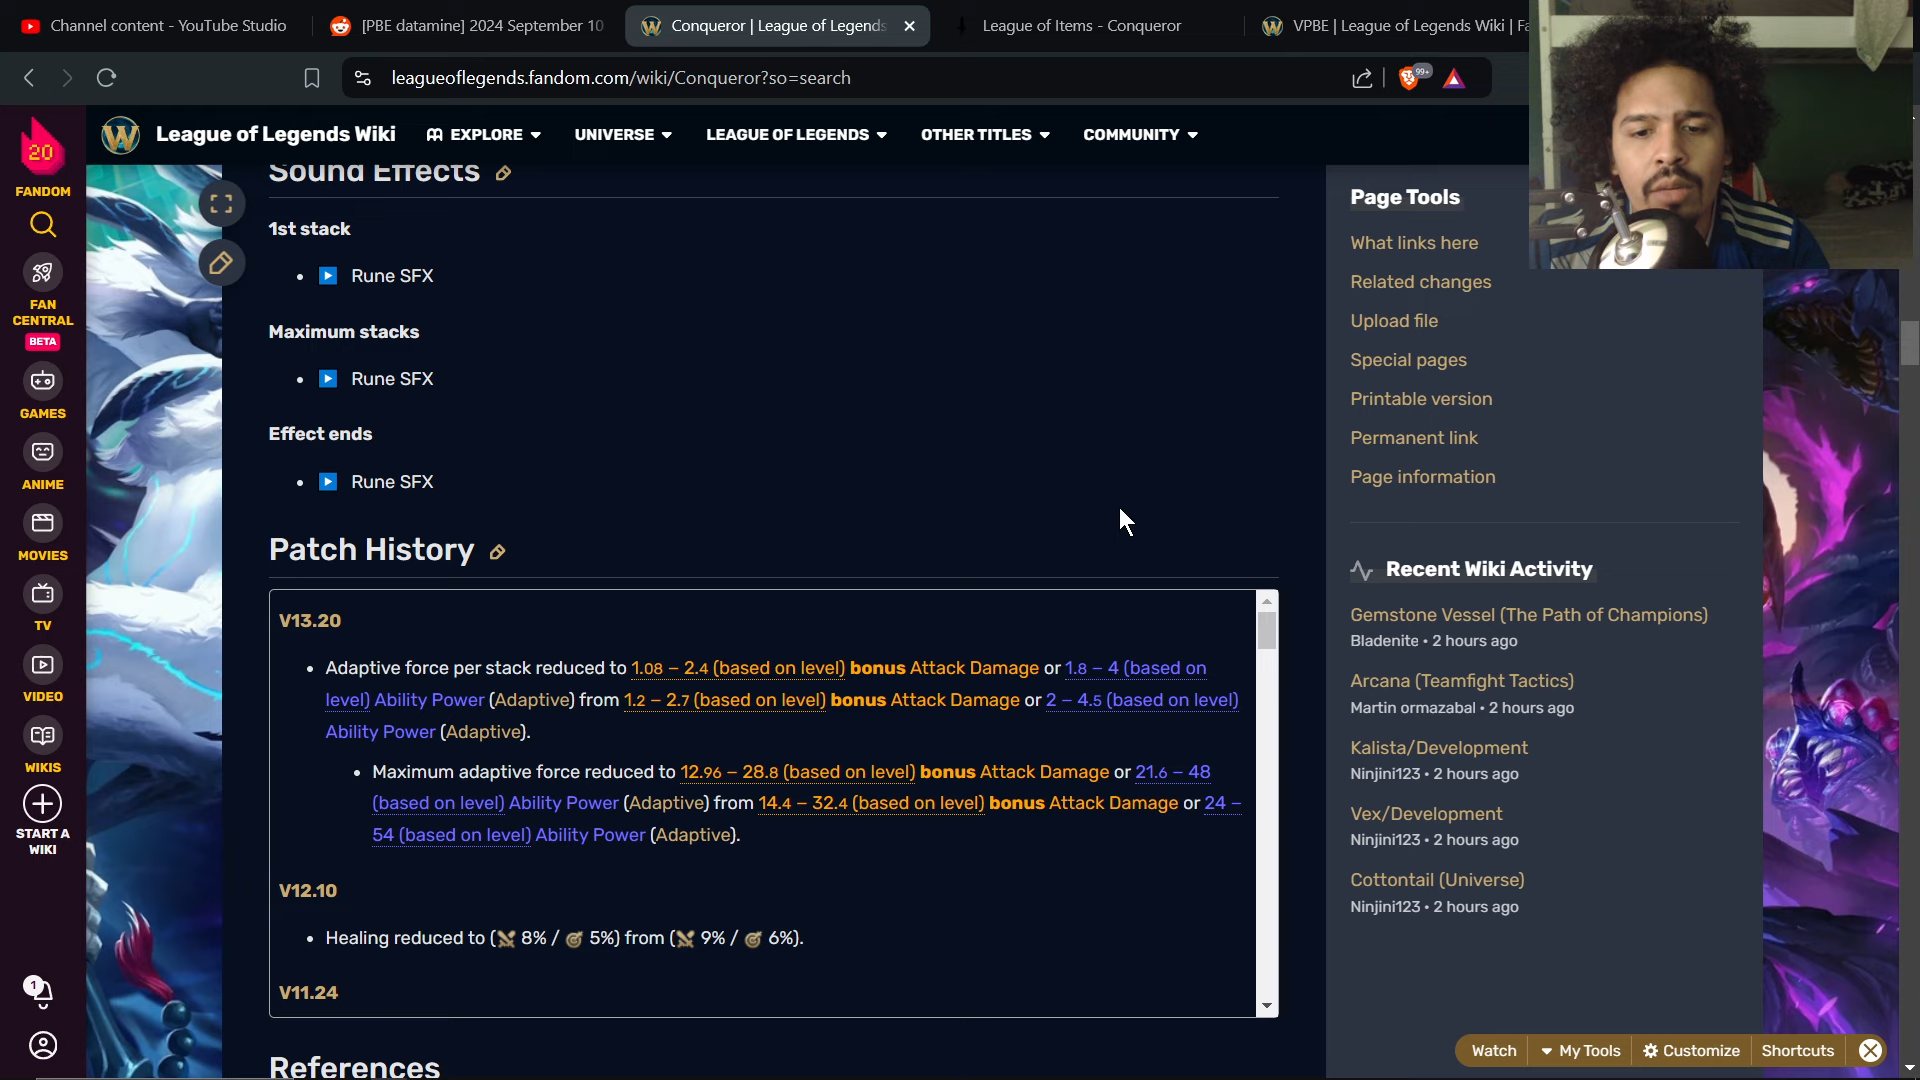 Channel content - YouTube Studio
[PBE datamine] 2024 September 10
Conqueror | League of Legends
League of Items - Conqueror
VPBE | League of Legends Wiki | Fa
leagueoflegends.fandom.com/wiki/Conqueror?so=search
99+
20
FANDOM
FAN
CENTRAL
BETA
GAMES
ANIME
MOVIES
TV
VIDEO
WIKIS
START A
WIKI
1
League of Legends Wiki
EXPLORE
UNIVERSE
LEAGUE OF LEGENDS
OTHER TITLES
COMMUNITY
Sound Effects
1st stack
• Rune SFX
Maximum stacks
• Rune SFX
Effect ends
• Rune SFX
Patch History
V13.20
• Adaptive force per stack reduced to 1.08 – 2.4 (based on level) bonus Attack Damage or 1.8 – 4 (based on
level) Ability Power (Adaptive) from 1.2 – 2.7 (based on level) bonus Attack Damage or 2 – 4.5 (based on level)
Ability Power (Adaptive).
• Maximum adaptive force reduced to 12.96 – 28.8 (based on level) bonus Attack Damage or 21.6 – 48
(based on level) Ability Power (Adaptive) from 14.4 – 32.4 (based on level) bonus Attack Damage or 24 –
54 (based on level) Ability Power (Adaptive).
V12.10
• Healing reduced to ( 8% / 5%) from ( 9% / 6%).
V11.24
References
Page Tools
What links here
Related changes
Upload file
Special pages
Printable version
Permanent link
Page information
Recent Wiki Activity
Gemstone Vessel (The Path of Champions)
Bladenite • 2 hours ago
Arcana (Teamfight Tactics)
Martin ormazabal • 2 hours ago
Kalista/Development
Ninjini123 • 2 hours ago
Vex/Development
Ninjini123 • 2 hours ago
Cottontail (Universe)
Ninjini123 • 2 hours ago
Watch
My Tools
Customize
Shortcuts